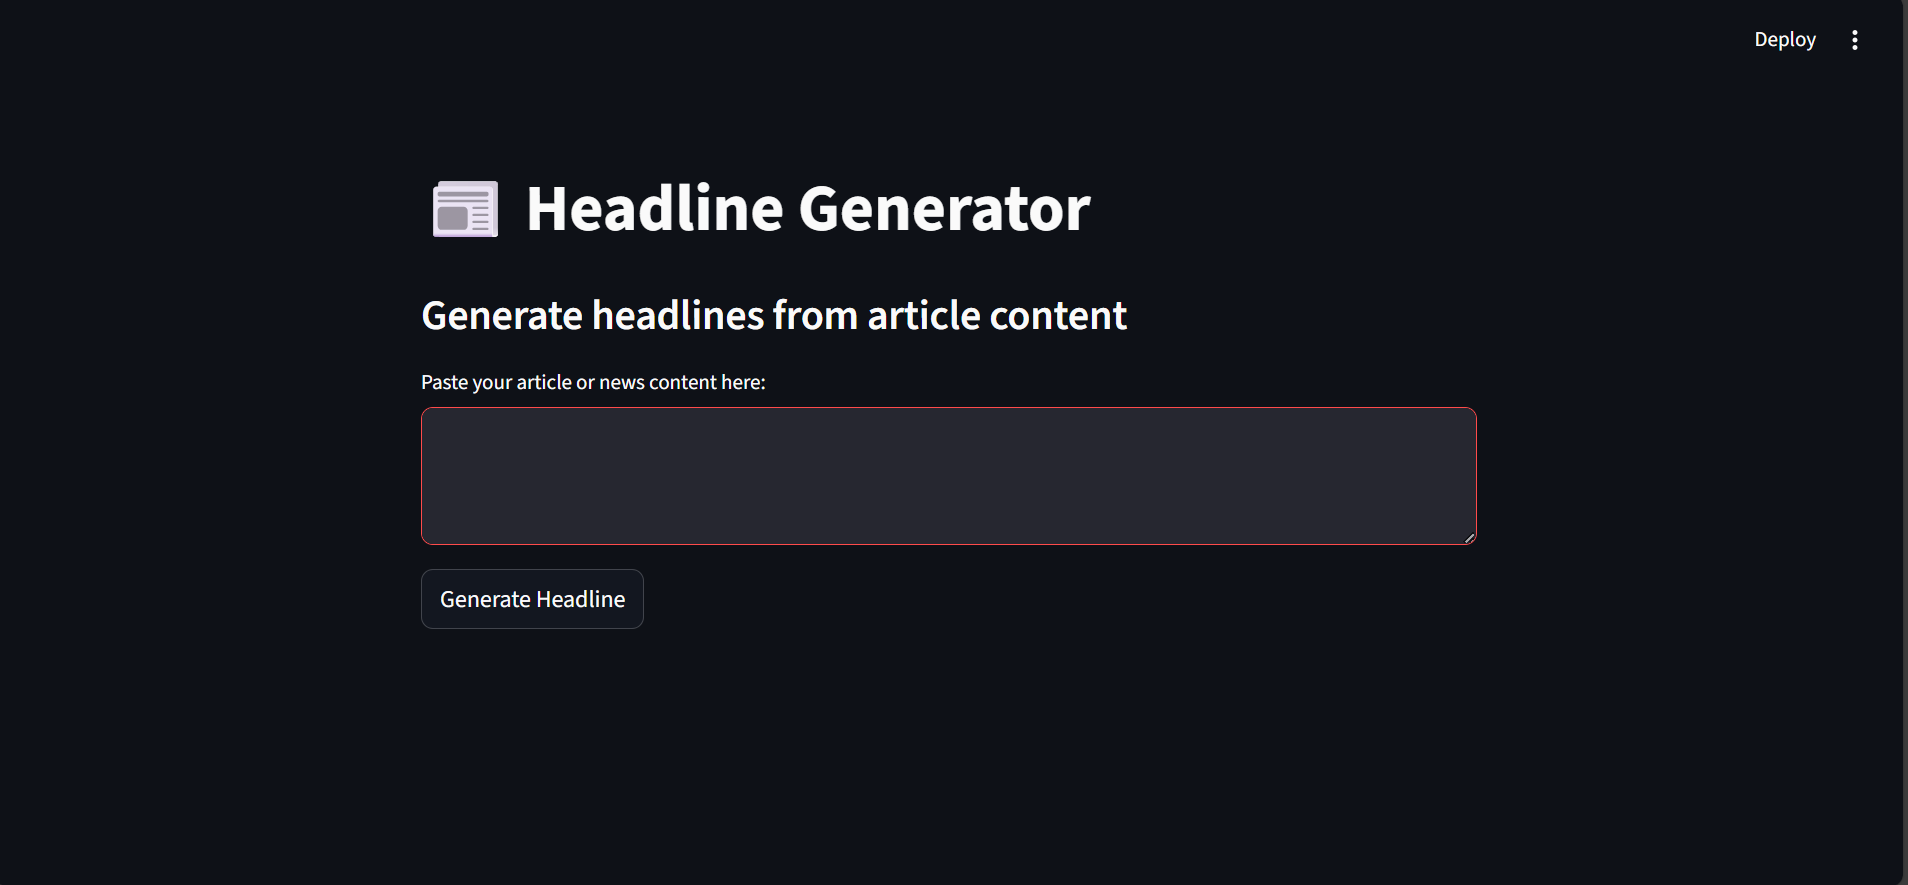 Deploy
Headline Generator
Generate headlines from article content
Paste your article or news content here:
Generate Headline